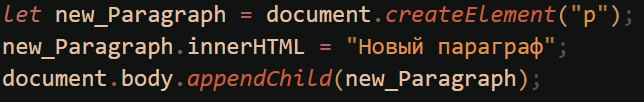 let new_Paragraph = document.createElement("p");
new_Paragraph.innerHTML = "Новый параграф";
document.body.appendChild(new_Paragraph);